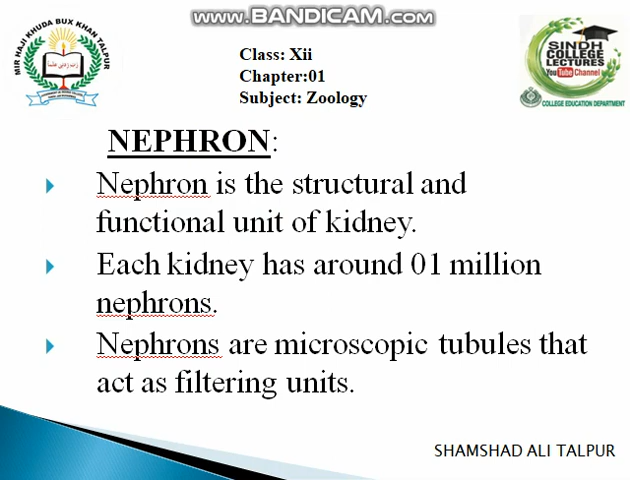 www.BANDICAM.com
MIR HAJI KHUDA BUX KHAN TALPUR
Class: Xii
Chapter:01
Subject: Zoology
SINDH
COLLEGE
LECTURES
YouTube Channel
COLLEGE EDUCATION DEPARTMENT
NEPHRON:
Nephron is the structural and
functional unit of kidney.
Each kidney has around 01 million
nephrons.
Nephrons are microscopic tubules that
act as filtering units.
SHAMSHAD ALI TALPUR